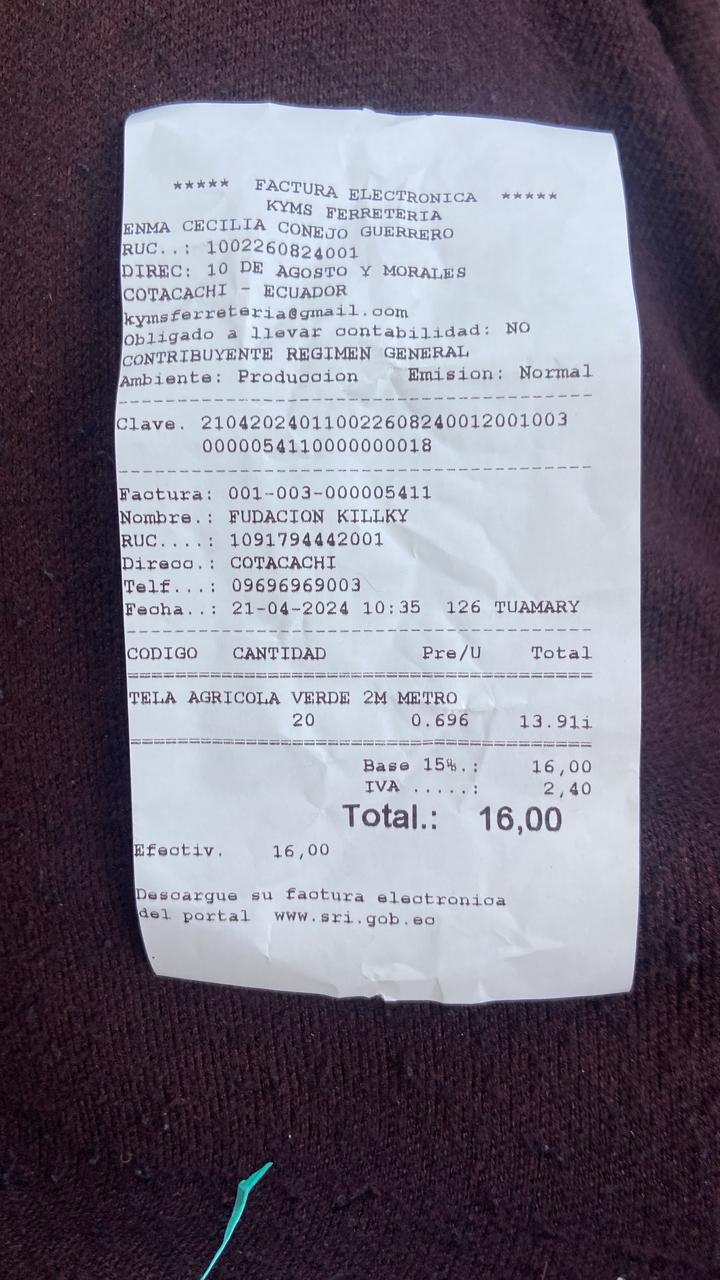 ***** FACTURA ELECTRONICA *****
KYMS FERRETERIA
ENMA CECILIA CONEJO GUERRERO
RUC..: 1002260824001
DIREC: 10 DE AGOSTO Y MORALES
COTACACHI - ECUADOR
kymsferreteria@gmail.com
Obligado a llevar contabilidad: NO
CONTRIBUYENTE REGIMEN GENERAL
Ambiente: Produccion Emision: Normal
Clave. 210420240110022608240012001003
00000541100000000​18
Factura: 001-003-000005411
Nombre.: FUDACION KILLKY
RUC....: 1091794442001
Direcc.: COTACACHI
Telf...: 09696969003
Fecha..: 21-04-2024 10:35 126 TUAMARY
CODIGO CANTIDAD Pre/U Total
TELA AGRICOLA VERDE 2M METRO
20 0.696 13.91i
Base 15%.: 16,00
IVA .....: 2,40
Total.: 16,00
Efectiv. 16,00
Descargue su factura electronica
del portal www.sri.gob.ec